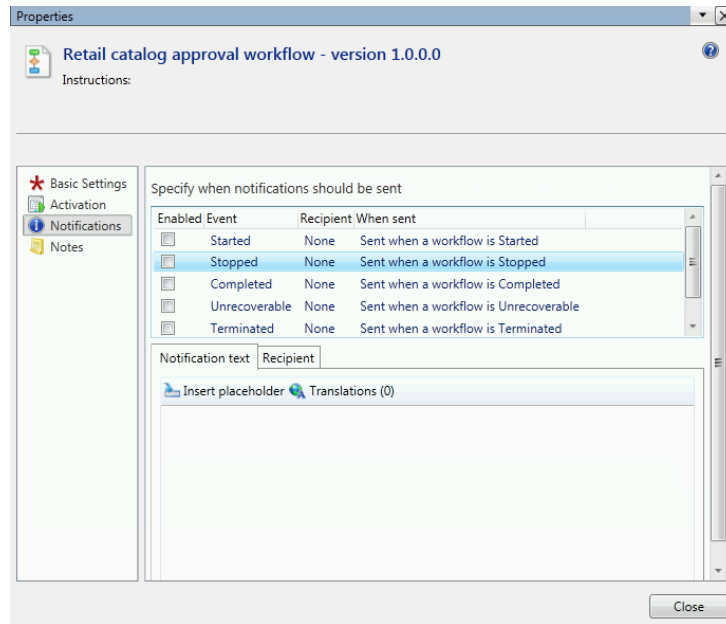 Properties
Retail catalog approval workflow - version 1.0.0.0
Instructions:
Basic Settings
Activation
Notifications
Notes
Specify when notifications should be sent
Enabled Event Recipient When sent
Started None Sent when a workflow is Started
Stopped None Sent when a workflow is Stopped
Completed None Sent when a workflow is Completed
Unrecoverable None Sent when a workflow is Unrecoverable
Terminated None Sent when a workflow is Terminated
Notification text Recipient
Insert placeholder Translations (0)
Close